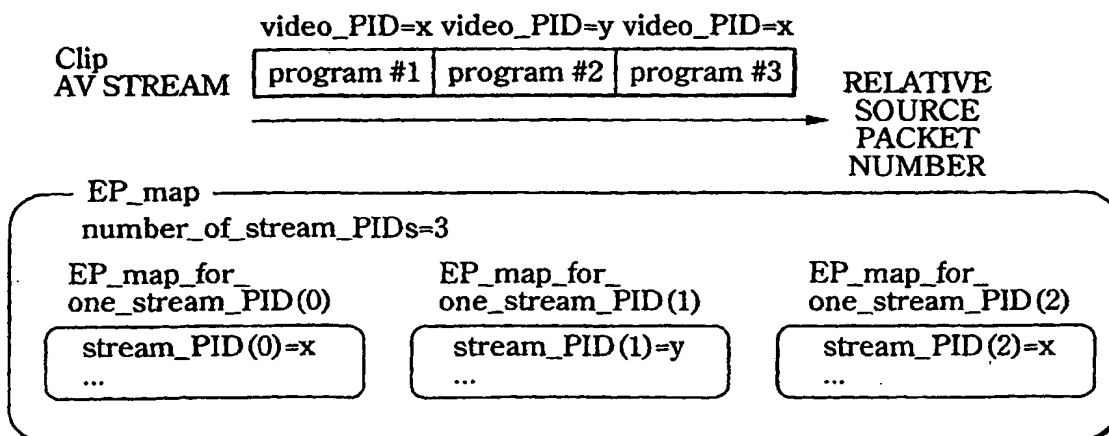 video_PID=x video_PID=y video_PID=x
Clip
AV STREAM
program #1 program #2 program #3
RELATIVE
SOURCE
PACKET
NUMBER
EP_map
number_of_stream_PIDs=3
EP_map_for_
one_stream_PID(0)
EP_map_for_
one_stream_PID(1)
EP_map_for_
one_stream_PID(2)
stream_PID(0)=x
...
stream_PID(1)=y
...
stream_PID(2)=x
...